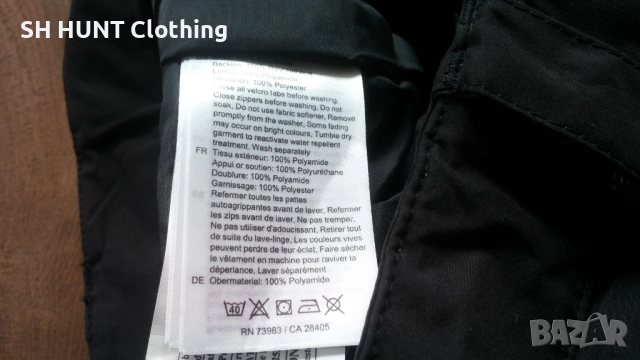 SH HUNT Clothing
Lining: 100% Polyamide
100% Polyester
Close all velcro tabs before washing,
Close zippers before washing, Do not
soak, Do not use fabric softener, Remove
promptly from the washer, Some fading
may occur on bright colours, Tumble dry
garment to reactivate water repellent
treatment. Wash separately
FR Tissu extérieur: 100% Polyamide
Appui or soutien: 100% Polyuréthane
Doublure: 100% Polyamide
Garnissage: 100% Polyester
Refermer toutes les pattes
autoagrippantes avant de laver, Refermer
les zips avant de laver, Ne pas tremper,
Ne pas utiliser d'adoucissant, Retirer tout
de suite du lave-linge, Les couleurs vives
peuvent perdre de leur éclat, Faire sécher
le vêtement en machine pour raviver la
déperlance, Laver séparément
DE Obermaterial: 100% Polyamide
40
RN 73983 / CA 26405
BAZAR